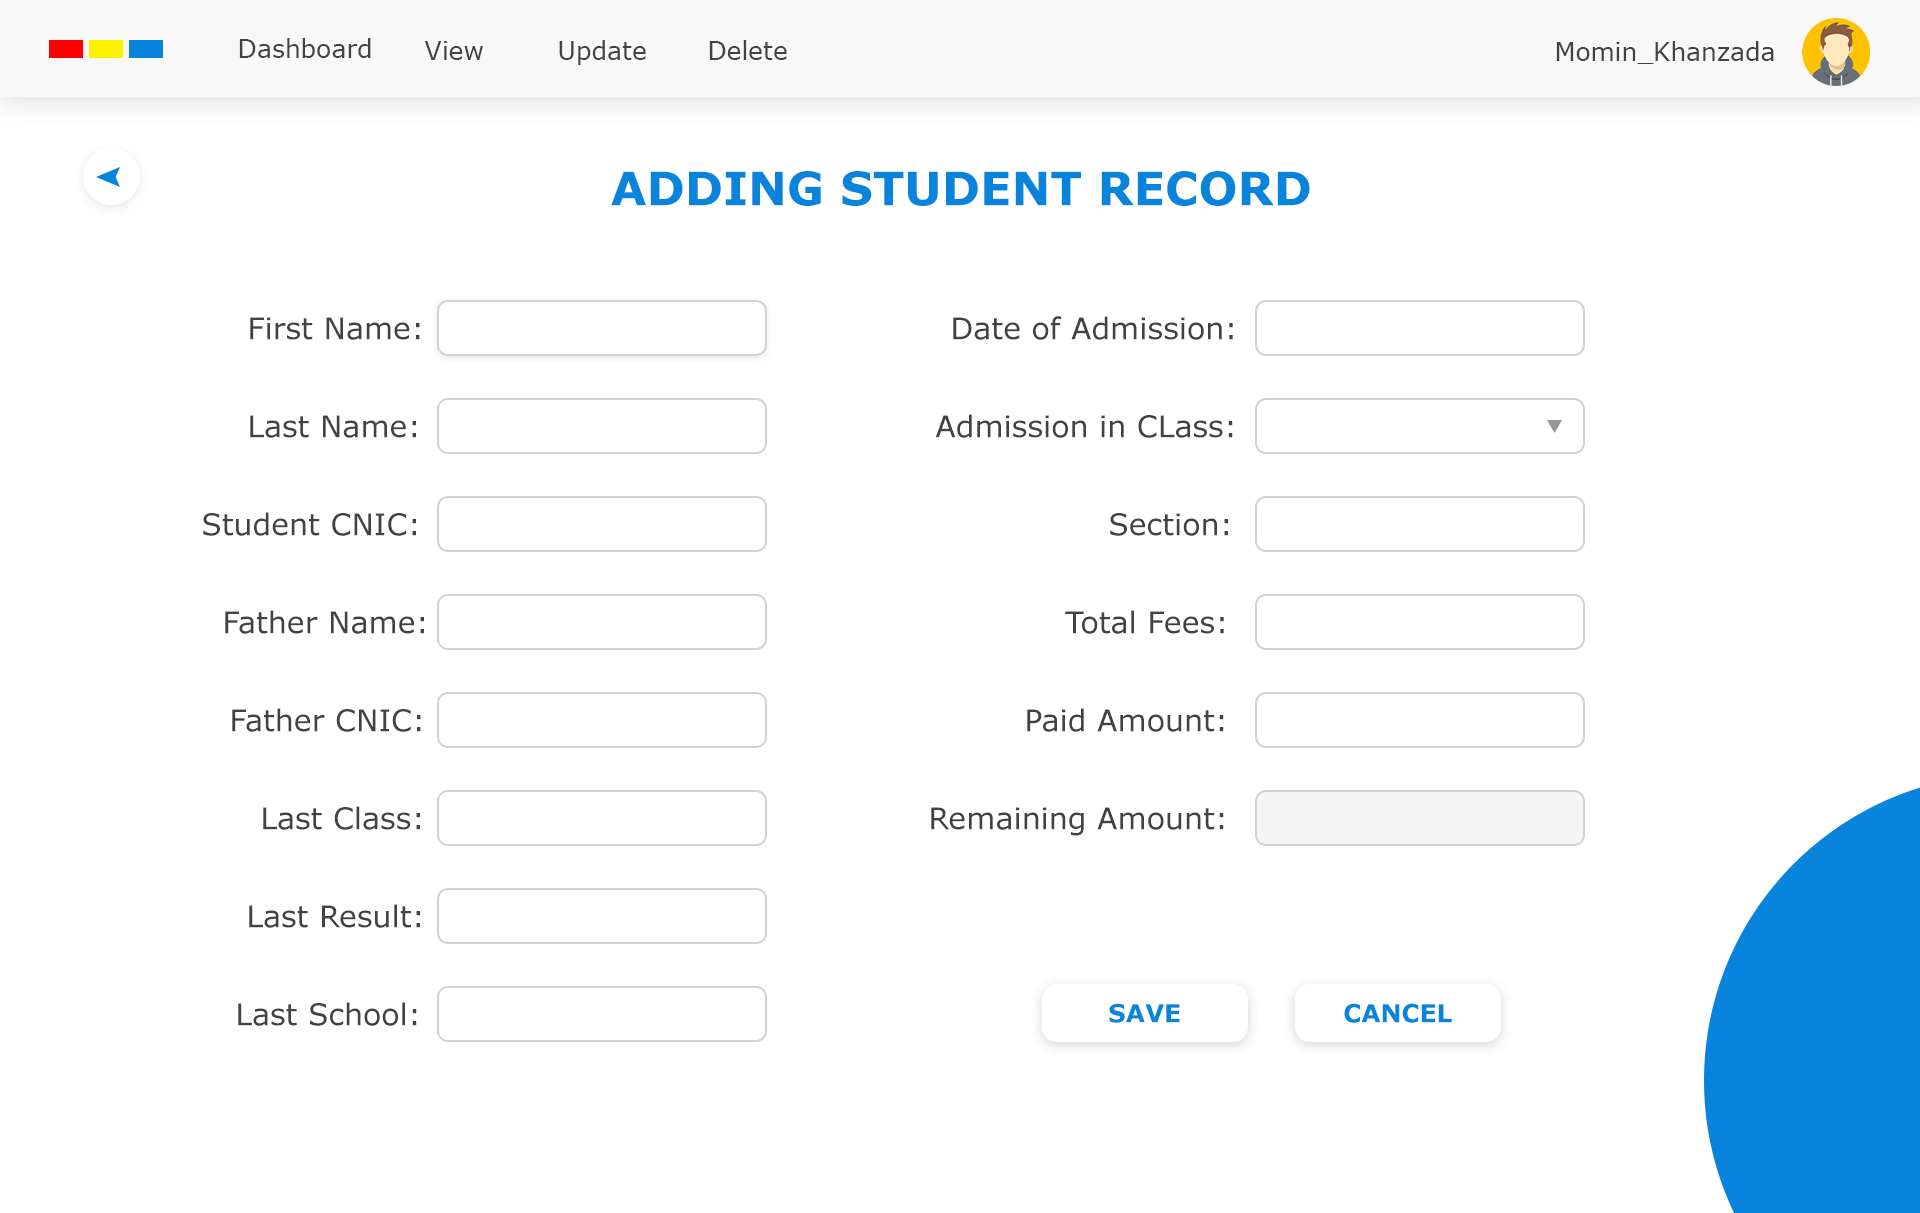 Dashboard View Update Delete Momin_Khanzada
ADDING STUDENT RECORD
First Name:
Last Name:
Student CNIC:
Father Name:
Father CNIC:
Last Class:
Last Result:
Last School:
Date of Admission:
Admission in CLass:
Section:
Total Fees:
Paid Amount:
Remaining Amount:
SAVE CANCEL